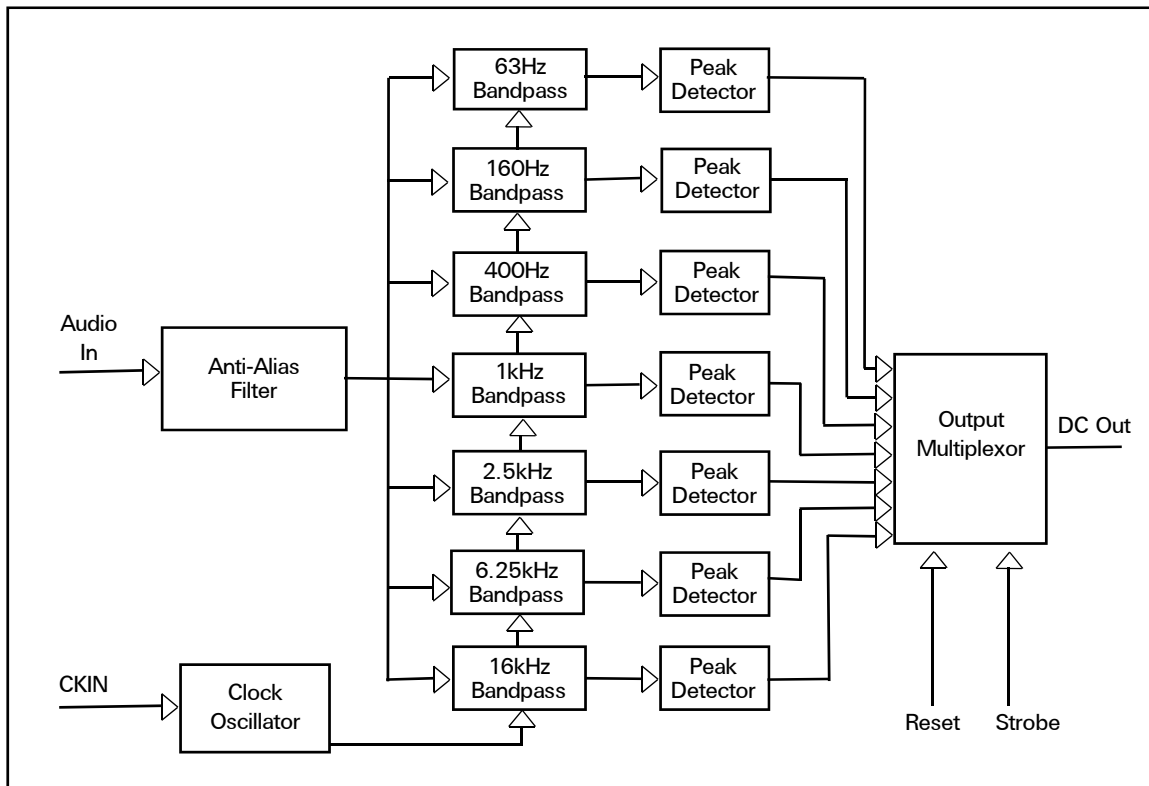 63Hz
Bandpass
Peak
Detector
160Hz
Bandpass
Peak
Detector
400Hz
Bandpass
Peak
Detector
Audio
In
Anti-Alias
Filter
1kHz
Bandpass
Peak
Detector
Output
Multiplexor
DC Out
2.5kHz
Bandpass
Peak
Detector
6.25kHz
Bandpass
Peak
Detector
16kHz
Bandpass
Peak
Detector
CKIN
Clock
Oscillator
Reset
Strobe